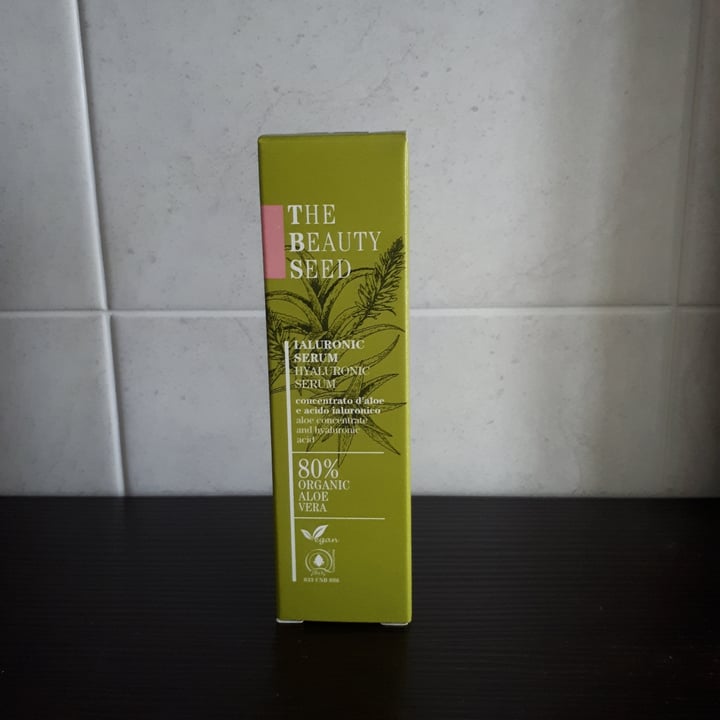 THE
BEAUTY
SEED
IALURONIC
SERUM
HYALURONIC
SERUM
concentrato d'aloe
e acido ialuronico
aloe concentrate
and hyaluronic
acid
80%
ORGANIC
ALOE
VERA
Vegan